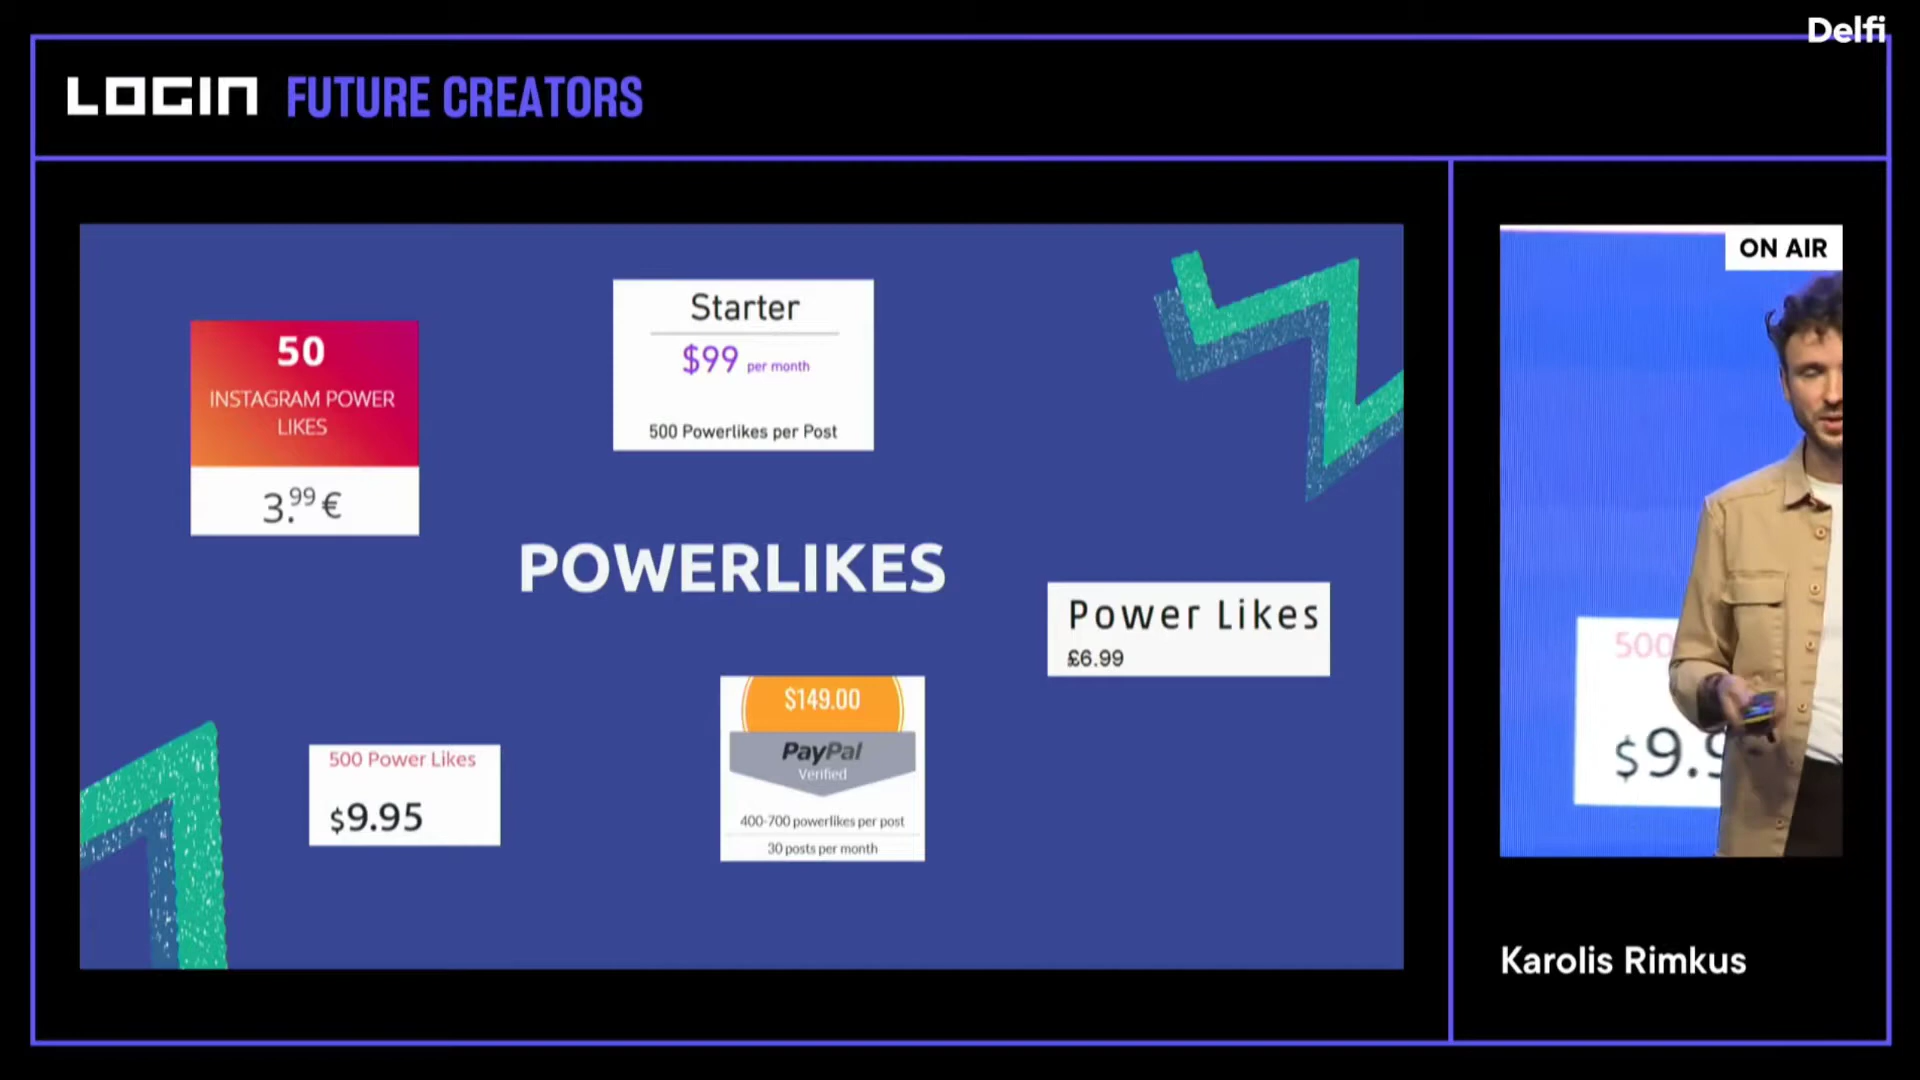 Delfi
LOGIN FUTURE CREATORS
ON AIR
50
INSTAGRAM POWER
LIKES
3.99 €
Starter
$99 per month
500 Powerlikes per Post
POWERLIKES
Power Likes
£6.99
$149.00
PayPal
Verified
400-700 powerlikes per post
30 posts per month
500 Power Likes
$9.95
500
$9.9
Karolis Rimkus